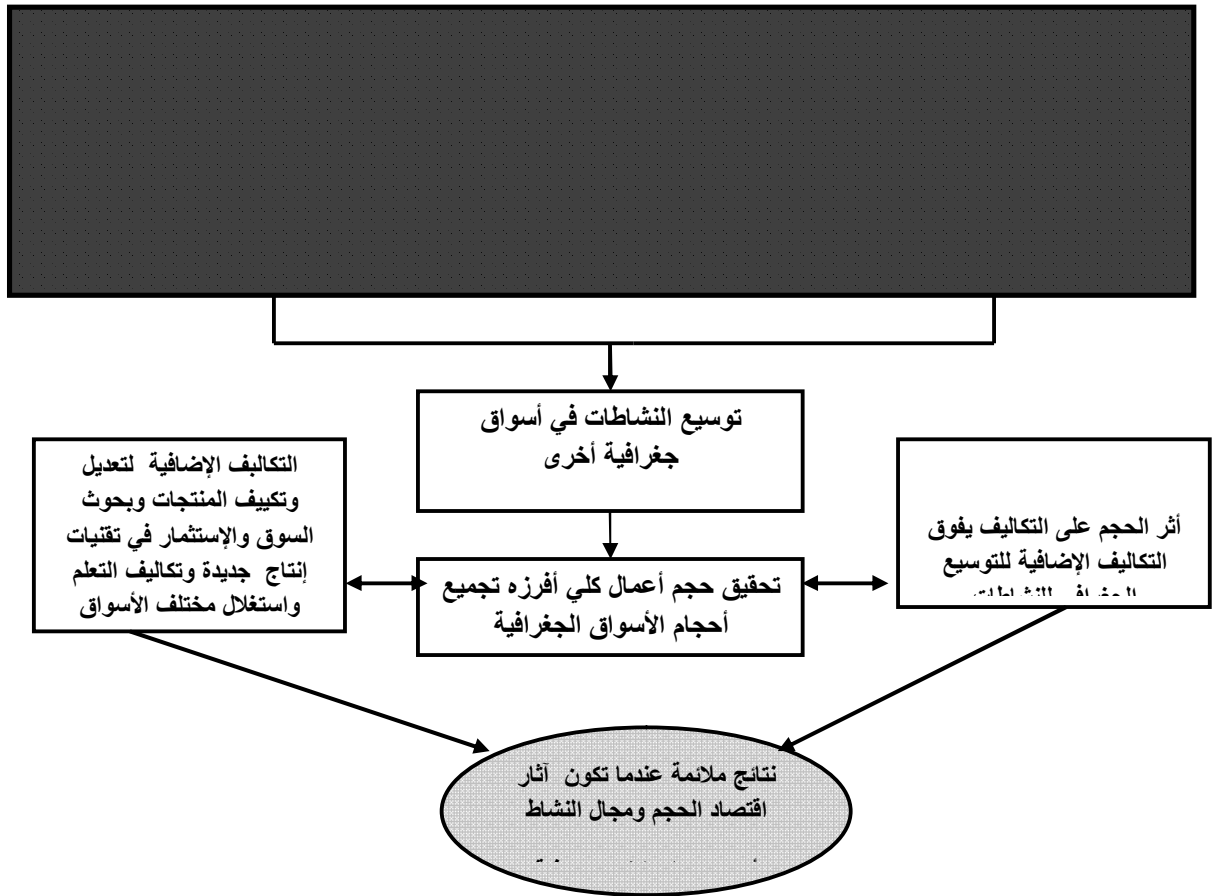 توسيع النشاطات في أسواق
جغرافية أخرى
التكاليف الإضافية لتعديل
وتكييف المنتجات وبحوث
السوق والإستثمار في تقنيات
إنتاج جديدة وتكاليف التعلم
واستغلال مختلف الأسواق
أثر الحجم على التكاليف يفوق
التكاليف الإضافية للتوسيع
تحقيق حجم أعمال كلي أفرزه تجميع
أحجام الأسواق الجغرافية
نتائج ملائمة عندما تكون آثار
اقتصاد الحجم ومجال النشاط